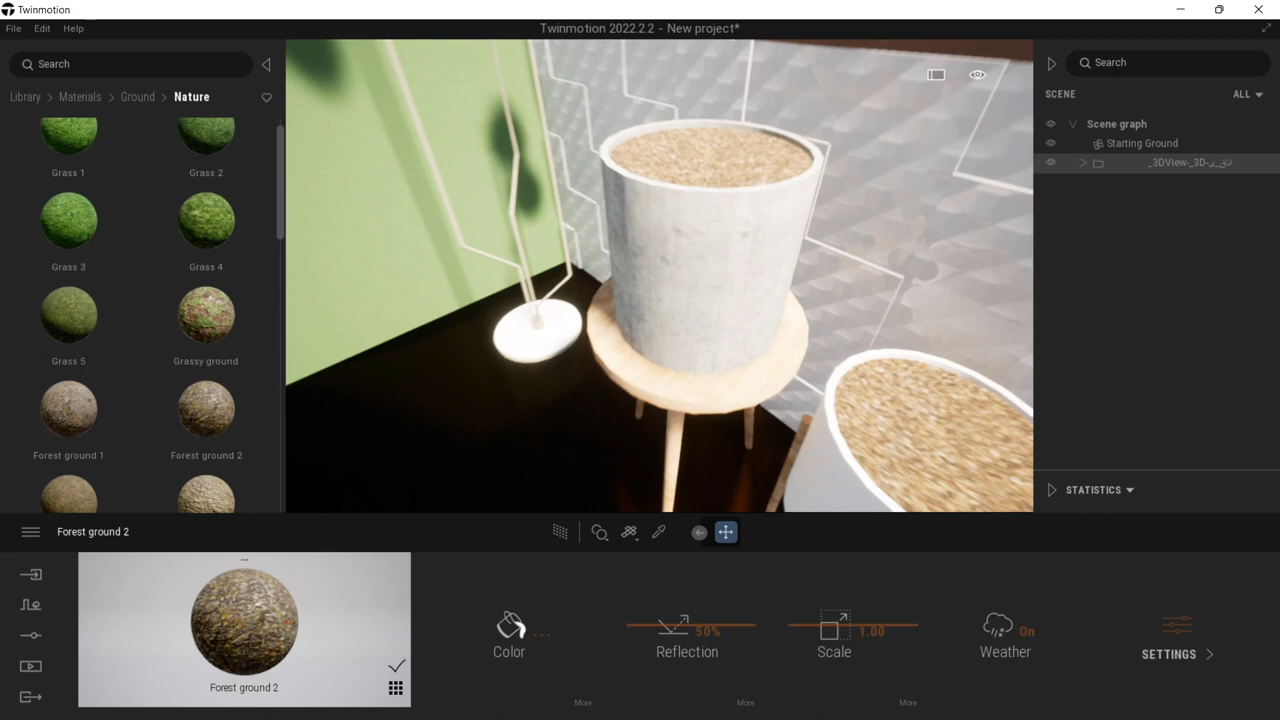 Twinmotion
File Edit Help
Twinmotion 2022.2.2 - New project*
Search
Library > Materials > Ground > Nature
Grass 1
Grass 2
Grass 3
Grass 4
Grass 5
Grassy ground
Forest ground 1
Forest ground 2
Search
SCENE
ALL
Scene graph
Starting Ground
_3DView-_3D-
STATISTICS
Forest ground 2
Forest ground 2
Color
...
Reflection
50%
Scale
1.00
Weather
On
SETTINGS >
More
More
More